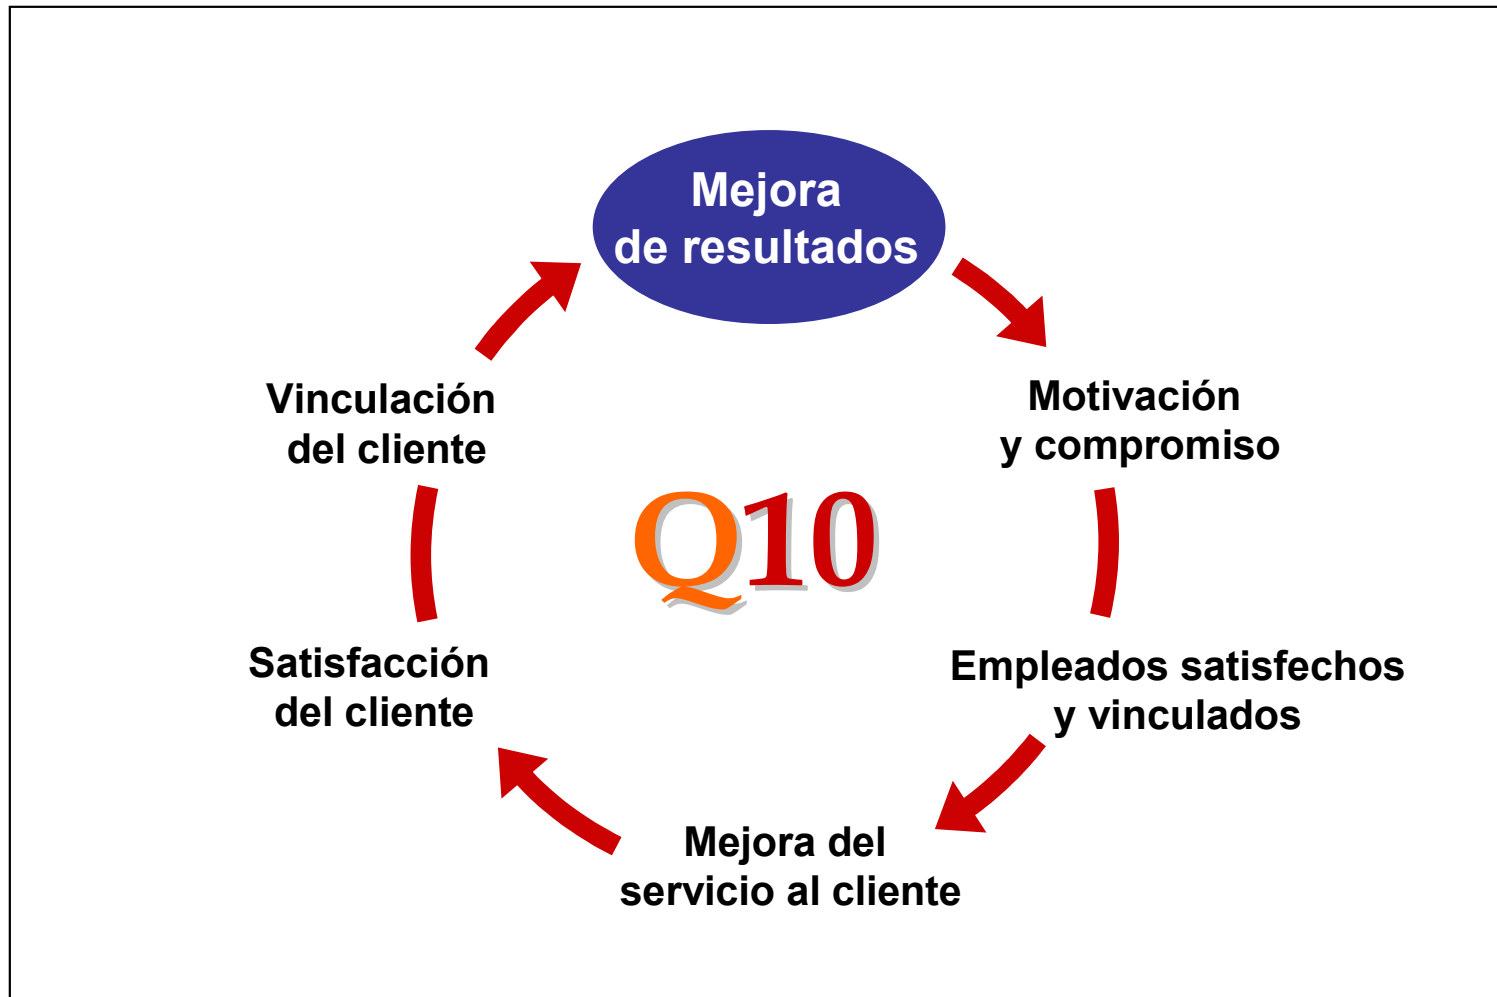 Mejora
de resultados
Motivación
y compromiso
Empleados satisfechos
y vinculados
Mejora del
servicio al cliente
Satisfacción
del cliente
Vinculación
del cliente
Q10